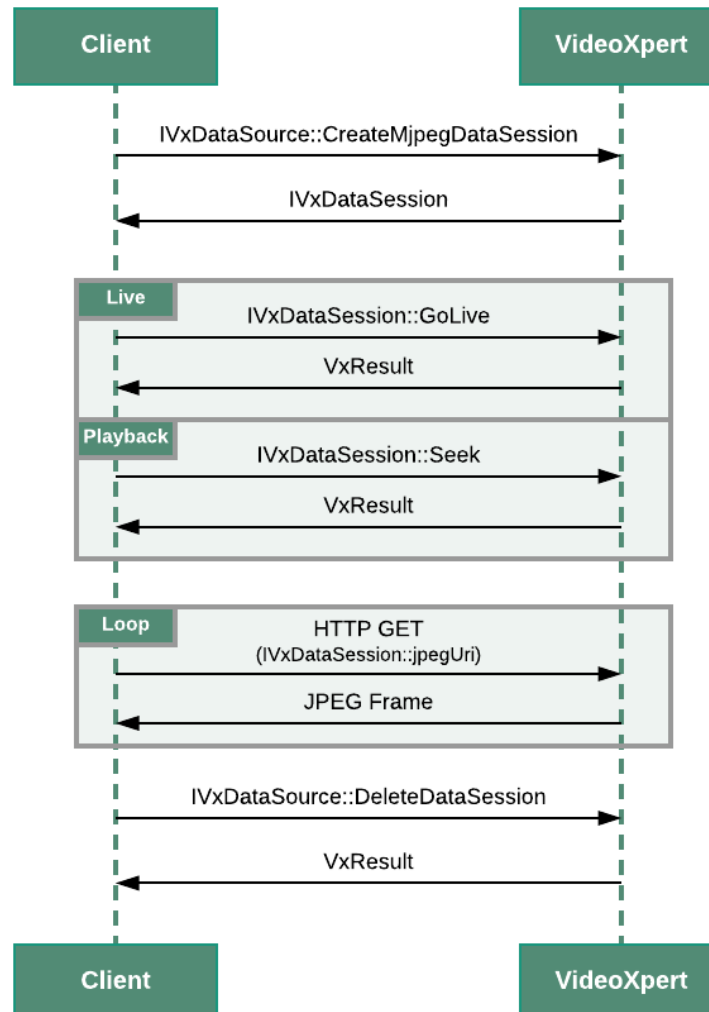 Client
VideoXpert
IVxDataSource::CreateMjpegDataSession
IVxDataSession
Live
IVxDataSession::GoLive
VxResult
Playback
IVxDataSession::Seek
VxResult
Loop
HTTP GET
(IVxDataSession::jpegUri)
JPEG Frame
IVxDataSource::DeleteDataSession
VxResult
Client
VideoXpert